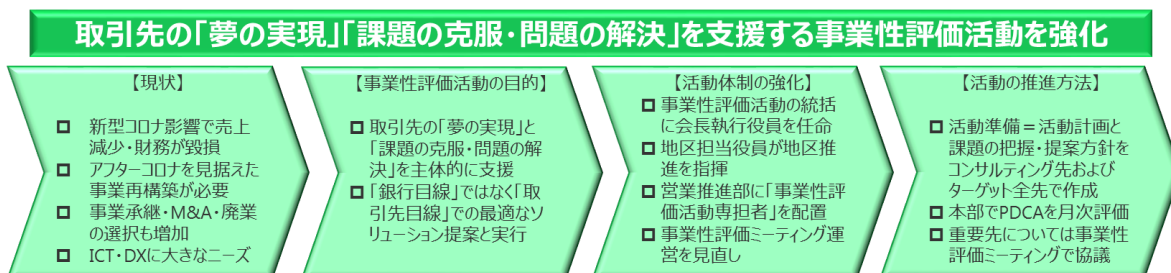 取引先の「夢の実現」「課題の克服・問題の解決」を支援する事業性評価活動を強化
【現状】
新型コロナ影響で売上
減少・財務が毀損
アフターコロナを見据えた
事業再構築が必要
事業承継・M&A・廃業
の選択も増加
ICT・DXに大きなニーズ
【事業性評価活動の目的】
取引先の「夢の実現」と
「課題の克服・問題の解
決」を主体的に支援
「銀行目線」ではなく「取
引先目線」での最適なソ
リューション提案と実行
【活動体制の強化】
事業性評価活動の統括
に会長執行役員を任命
地区担当役員が地区推
進を指揮
営業推進部に「事業性評
価活動専担者」を配置
事業性評価ミーティング運
営を見直し
【活動の推進方法】
活動準備＝活動計画と
課題の把握・提案方針を
コンサルティング先および
ターゲット全先で作成
本部でPDCAを月次評価
重要先については事業性
評価ミーティングで協議